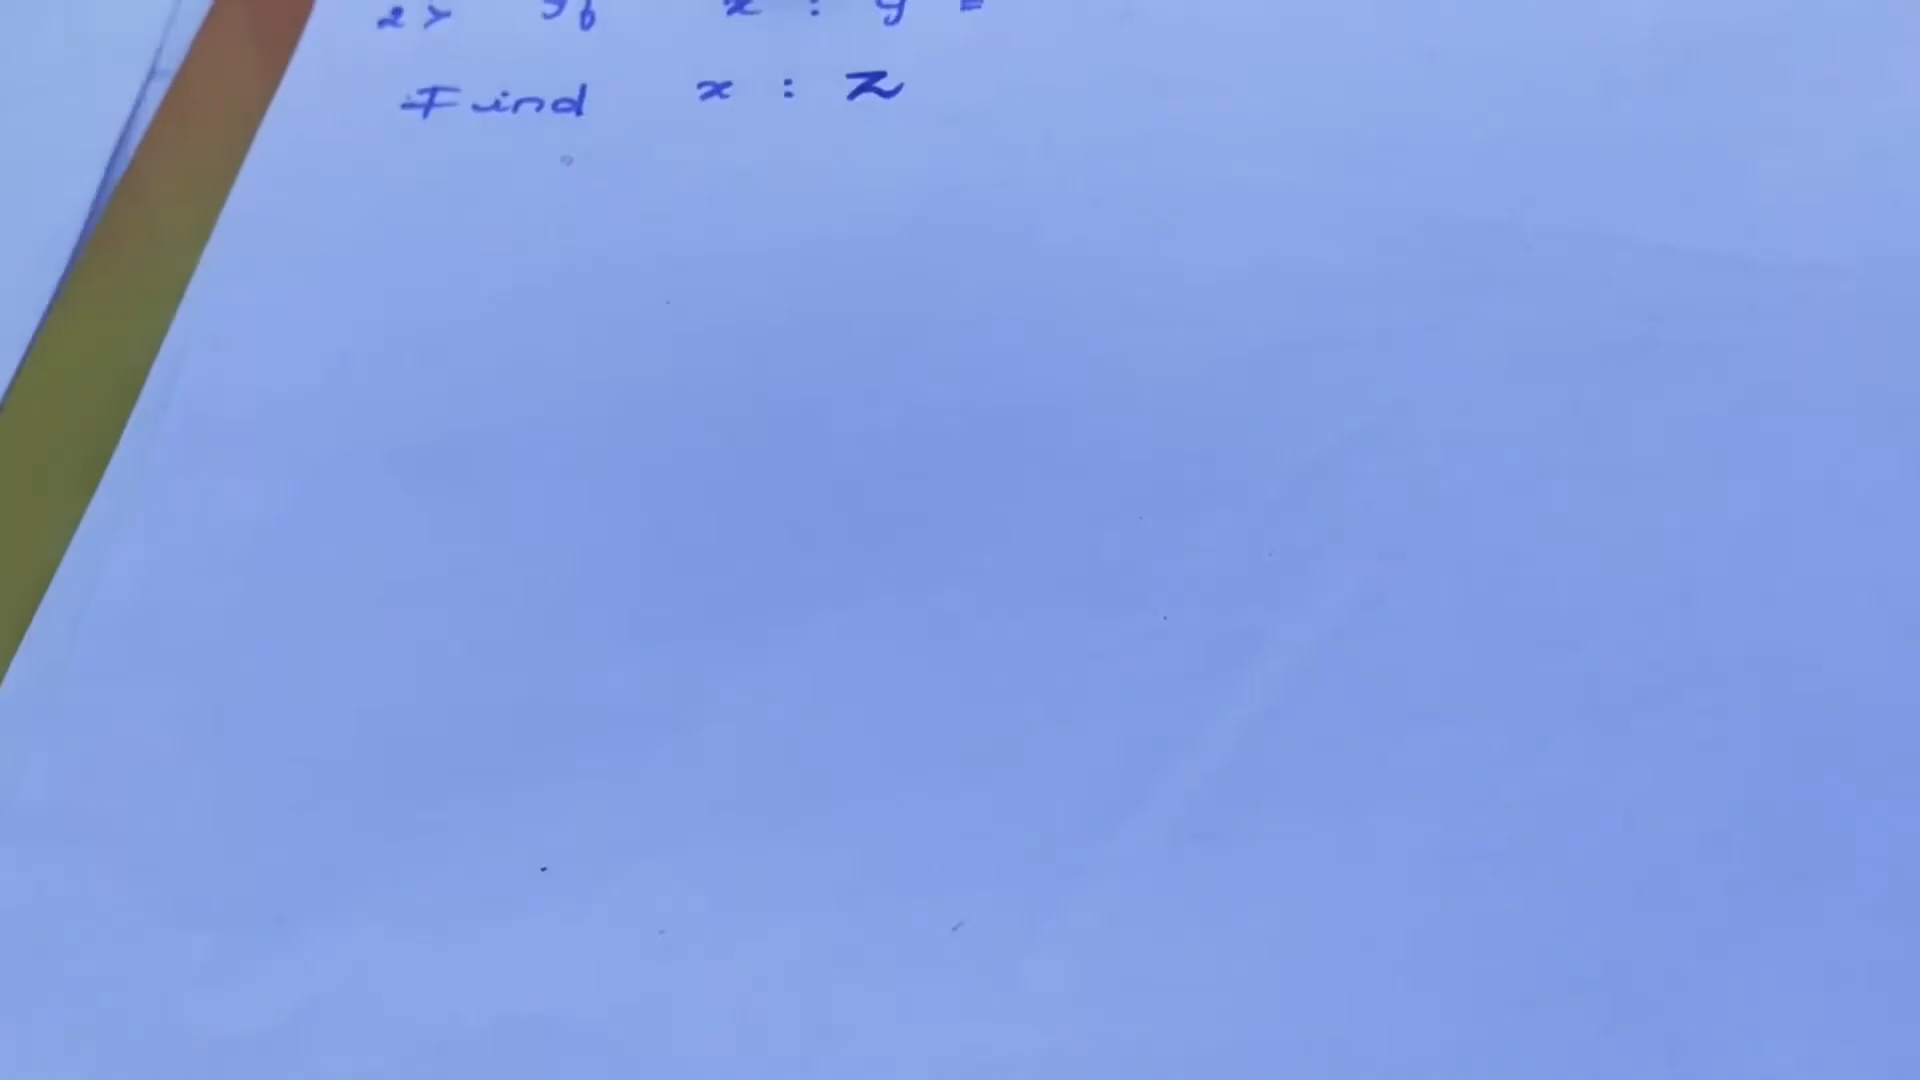 2> If x : y =
Find x : z